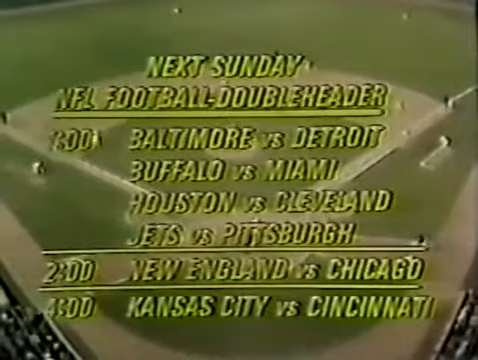 NEXT SUNDAY
NFL FOOTBALL-DOUBLEHEADER
1:00 BALTIMORE vs DETROIT
BUFFALO vs MIAMI
HOUSTON vs CLEVELAND
JETS vs PITTSBURGH
2:00 NEW ENGLAND vs CHICAGO
4:00 KANSAS CITY vs CINCINNATI